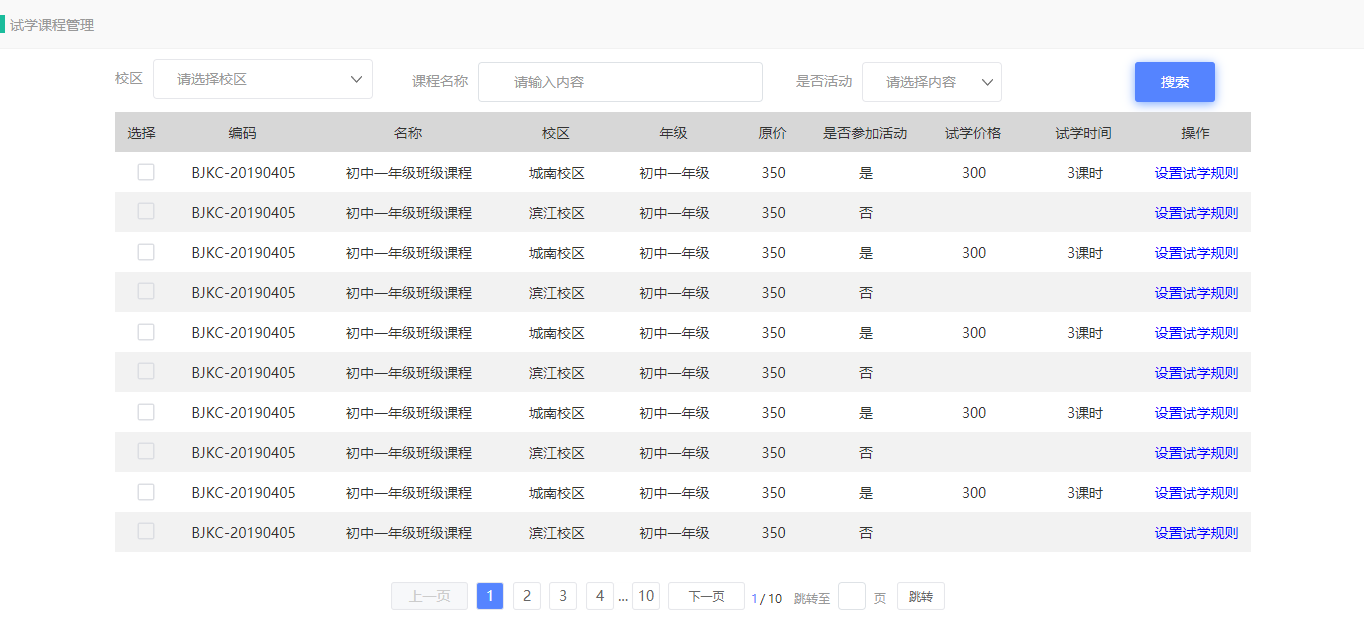 试学课程管理
校区 请选择校区 课程名称 请输入内容 是否活动 请选择内容 搜索
选择 编码 名称 校区 年级 原价 是否参加活动 试学价格 试学时间 操作
BJKC-20190405 初中一年级班级课程 城南校区 初中一年级 350 是 300 3课时 设置试学规则
BJKC-20190405 初中一年级班级课程 滨江校区 初中一年级 350 否 设置试学规则
BJKC-20190405 初中一年级班级课程 城南校区 初中一年级 350 是 300 3课时 设置试学规则
BJKC-20190405 初中一年级班级课程 滨江校区 初中一年级 350 否 设置试学规则
BJKC-20190405 初中一年级班级课程 城南校区 初中一年级 350 是 300 3课时 设置试学规则
BJKC-20190405 初中一年级班级课程 滨江校区 初中一年级 350 否 设置试学规则
BJKC-20190405 初中一年级班级课程 城南校区 初中一年级 350 是 300 3课时 设置试学规则
BJKC-20190405 初中一年级班级课程 滨江校区 初中一年级 350 否 设置试学规则
BJKC-20190405 初中一年级班级课程 城南校区 初中一年级 350 是 300 3课时 设置试学规则
BJKC-20190405 初中一年级班级课程 滨江校区 初中一年级 350 否 设置试学规则
上一页 1 2 3 4 ... 10 下一页 1 / 10 跳转至 页 跳转